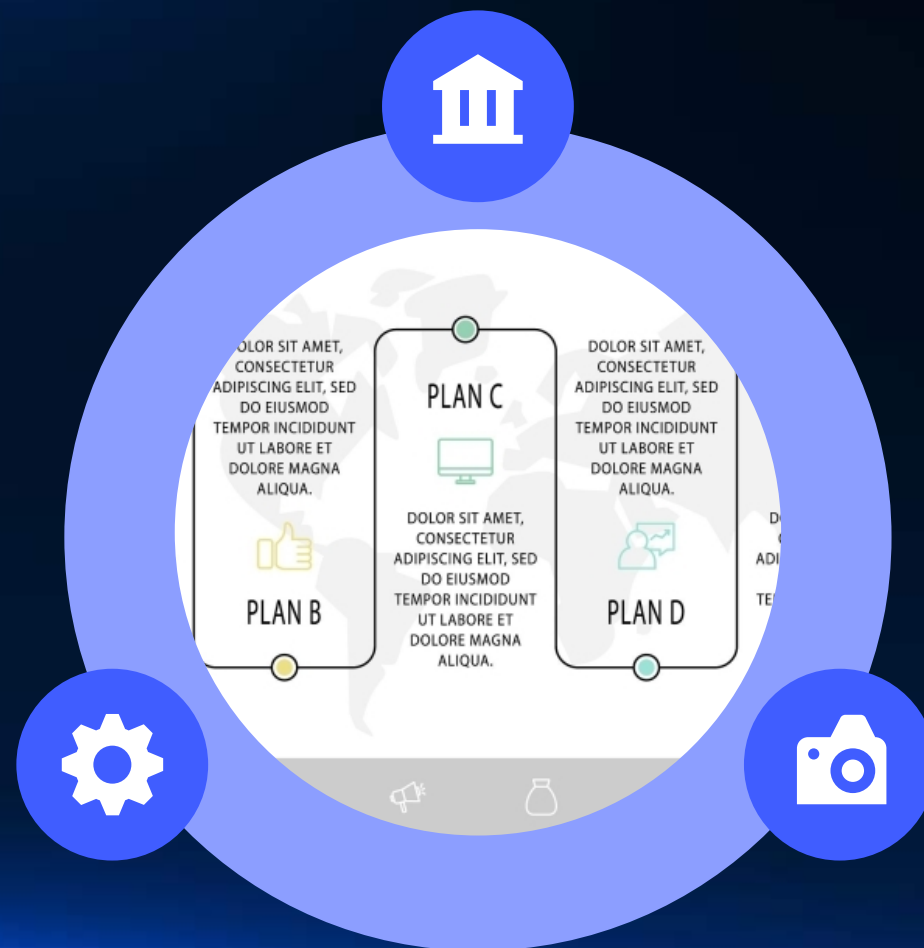 DOLOR SIT AMET,
CONSECTETUR
ADIPISCING ELIT, SED
DO EIUSMOD
TEMPOR INCIDIDUNT
UT LABORE ET
DOLORE MAGNA
ALIQUA.
PLAN B
PLAN C
DOLOR SIT AMET,
CONSECTETUR
ADIPISCING ELIT, SED
DO EIUSMOD
TEMPOR INCIDIDUNT
UT LABORE ET
DOLORE MAGNA
ALIQUA.
DOLOR SIT AMET,
CONSECTETUR
ADIPISCING ELIT, SED
DO EIUSMOD
TEMPOR INCIDIDUNT
UT LABORE ET
DOLORE MAGNA
ALIQUA.
PLAN D